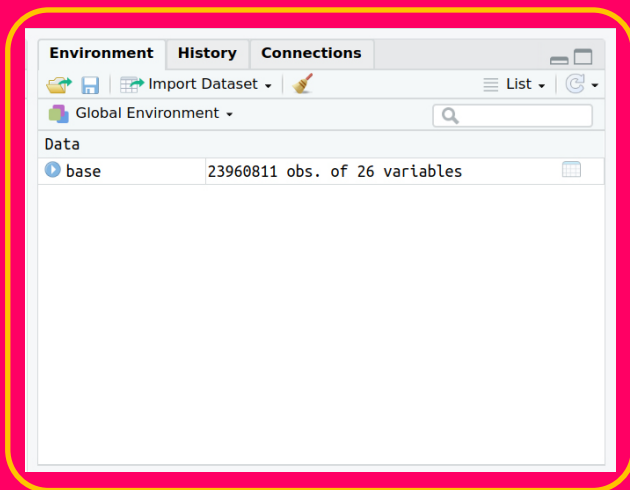 Environment History Connections
Import Dataset List
Global Environment
Data
base 23960811 obs. of 26 variables